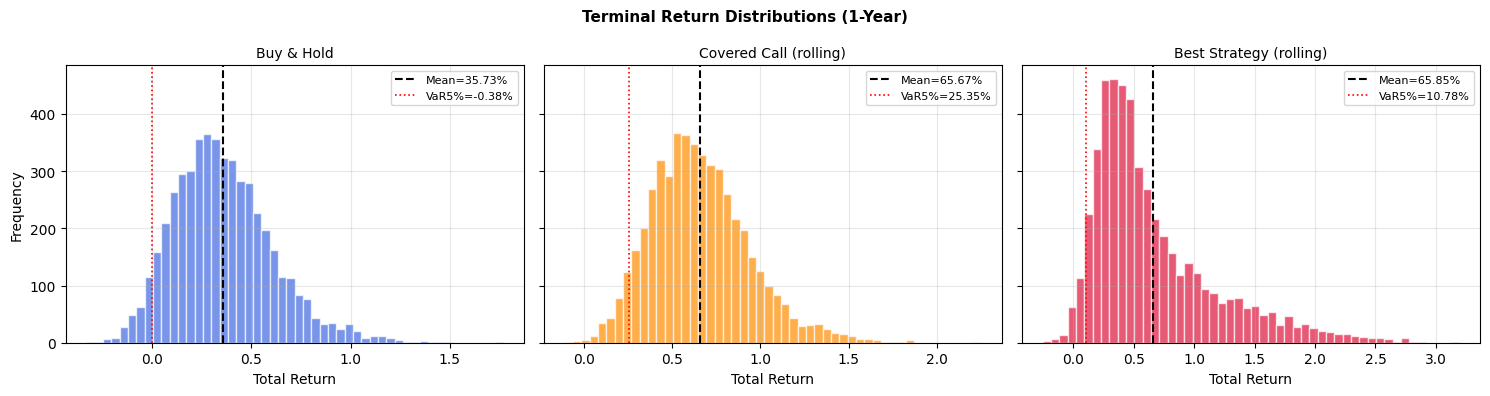 Terminal Return Distributions (1-Year)
Buy & Hold
Mean=35.73%
VaR5%=-0.38%
Frequency
400
300
200
100
0
0.0 0.5 1.0 1.5
Total Return
Covered Call (rolling)
Mean=65.67%
VaR5%=25.35%
0.0 0.5 1.0 1.5 2.0
Total Return
Best Strategy (rolling)
Mean=65.85%
VaR5%=10.78%
0.0 0.5 1.0 1.5 2.0 2.5 3.0
Total Return